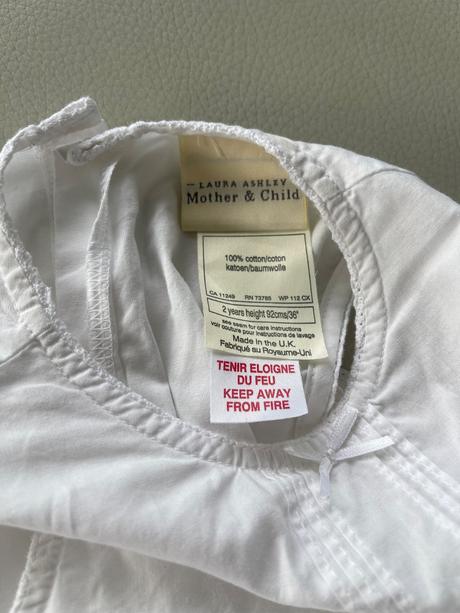 LAURA ASHLEY
Mother & Child
100% cotton/coton
katoen/baumwolle
CA 11249 RN 73765 WP 112 CX
2 years height 92cms/36"
see seam for care instructions
voir couture pour instructions de lavage
Made in the U.K.
Fabriqué au Royaume-Uni
TENIR ELOIGNE
DU FEU
KEEP AWAY
FROM FIRE